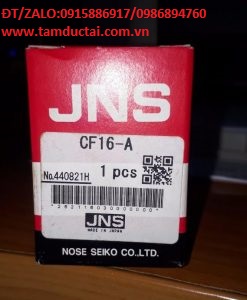 ĐT/ZALO:0915886917/0986894760
www.tamductai.com.vn
JNS
CF16-A
No.440821H
1 pcs
JNS
MADE IN JAPAN
NOSE SEIKO CO.,LTD.